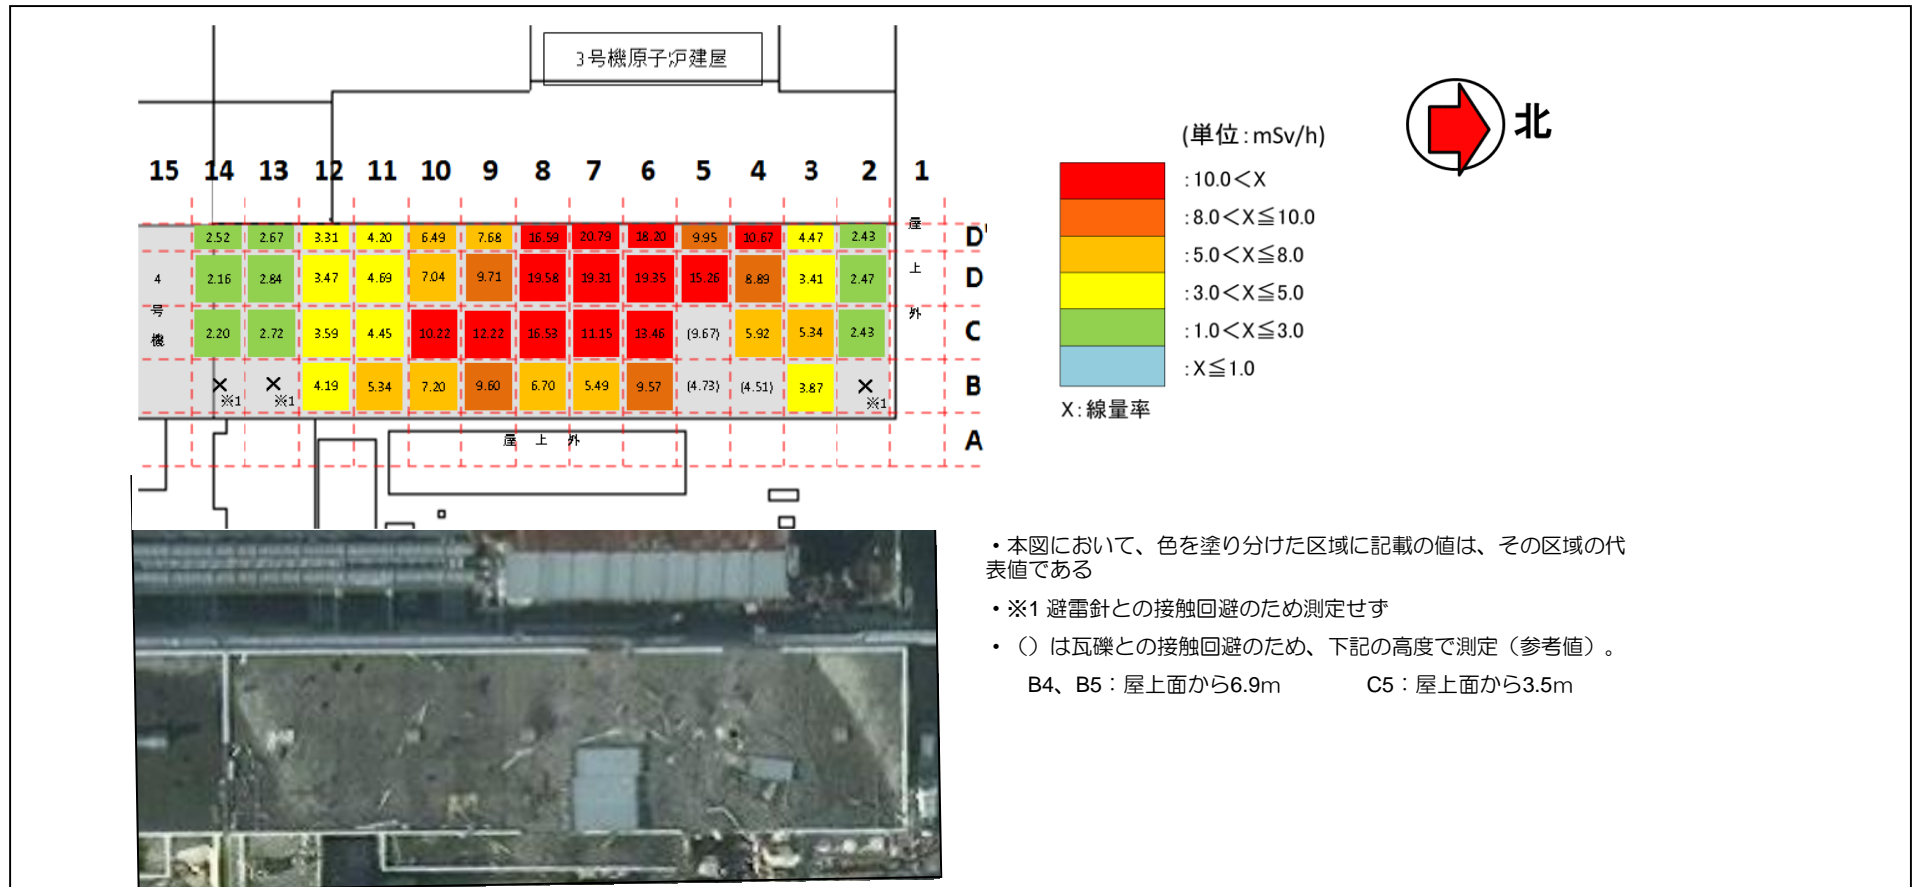 3号機原子炉建屋
北
(単位:mSv/h)
15 14 13 12 11 10 9 8 7 6 5 4 3 2 1
:10.0＜X
:8.0＜X≦10.0
:5.0＜X≦8.0
:3.0＜X≦5.0
:1.0＜X≦3.0
:X≦1.0
X:線量率
2.52 2.67 3.31 4.20 6.49 7.68 16.59 20.79 18.20 9.95 10.67 4.47 2.43 D'
2.16 2.84 3.47 4.69 7.04 9.71 19.58 19.31 19.35 15.26 8.89 3.41 2.47 D
2.20 2.72 3.59 4.45 10.22 12.22 16.53 11.15 13.46 (9.67) 5.92 5.34 2.43 C
× × 4.19 5.34 7.20 9.60 6.70 5.49 9.57 (4.73) (4.51) 3.87 × B
※1 ※1 ※1
A
4号機
屋上外
屋上外
・本図において、色を塗り分けた区域に記載の値は、その区域の代
表値である
・※1 避雷針との接触回避のため測定せず
・（）は瓦礫との接触回避のため、下記の高度で測定（参考値）。
B4、B5：屋上面から6.9m C5：屋上面から3.5m